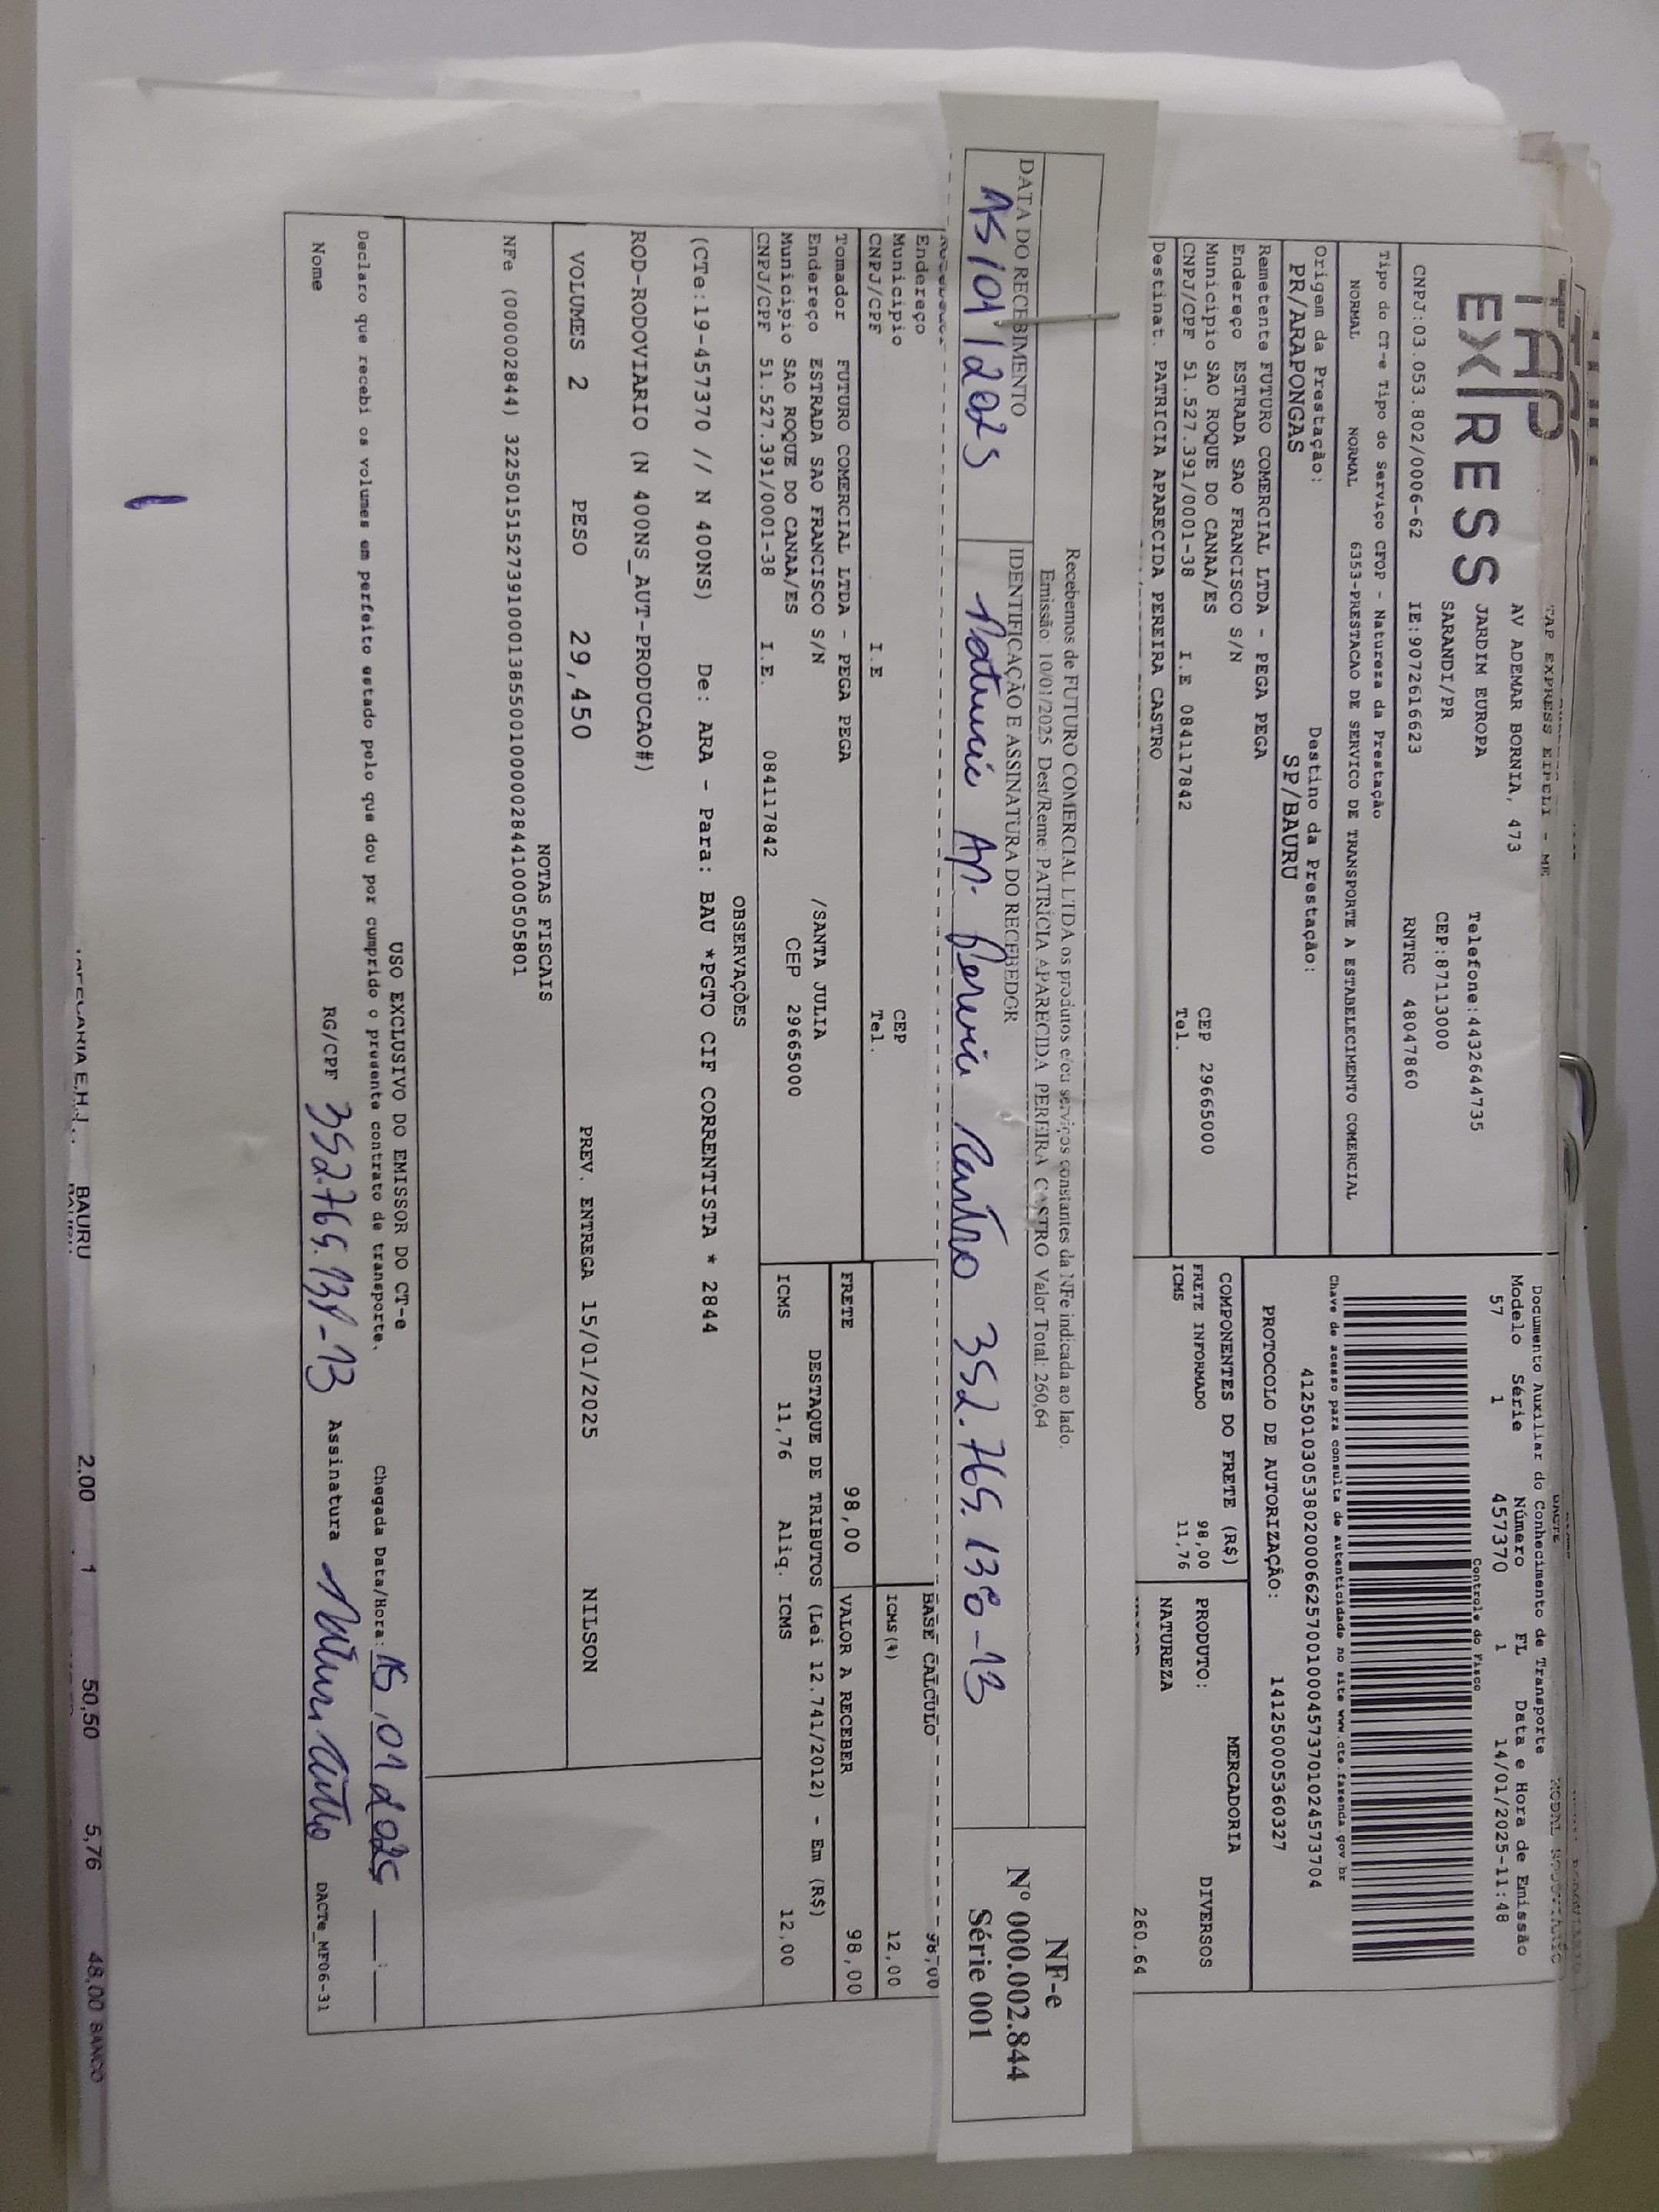 TAP EXPRESS EIRELI - ME
TAP
EXPRESS
AV ADEMAR BORNIA, 473
JARDIM EUROPA
Telefone:4432644735
SARANDI/PR
CEP:87113000
CNPJ:03.053.802/0006-62 IE:9072616623 RNTRC 48047860
Documento Auxiliar do Conhecimento de Transporte
Modelo Série Número FL Data e Hora de Emissão
57 1 457370 1 14/01/2025-11:48
Controle do Fisco
Chave de acesso para consulta de autenticidade no site www.cte.fazenda.gov.br
41250103053802000662570010004573701024573704
PROTOCOLO DE AUTORIZAÇÃO: 141250005360327
Tipo do CT-e Tipo do Serviço CFOP - Natureza da Prestação
NORMAL NORMAL 6353-PRESTACAO DE SERVICO DE TRANSPORTE A ESTABELECIMENTO COMERCIAL
Origem da Prestação: Destino da Prestação:
PR/ARAPONGAS SP/BAURU
Remetente FUTURO COMERCIAL LTDA - PEGA PEGA
Endereço ESTRADA SAO FRANCISCO S/N
Município SAO ROQUE DO CANAA/ES CEP 29665000
CNPJ/CPF 51.527.391/0001-38 I.E 084117842 Tel.
Destinat. PATRICIA APARECIDA PEREIRA CASTRO
COMPONENTES DO FRETE (R$)
FRETE INFORMADO 98,00
ICMS 11,76
MERCADORIA
PRODUTO: DIVERSOS
NATUREZA
260,64
Recebemos de FUTURO COMERCIAL LTDA os produtos e/ou serviços constantes da NFe indicada ao lado.
Emissão: 10/01/2025 Dest/Reme: PATRÍCIA APARECIDA PEREIRA CASTRO Valor Total: 260,64
DATA DO RECEBIMENTO IDENTIFICAÇÃO E ASSINATURA DO RECEBEDOR
15/01/2025 Patricia Ap. Pereira Castro 352.769.138-13
NF-e
Nº 000.002.844
Série 001
Endereço
Município CEP
CNPJ/CPF I.E Tel.
BASE CALCULO 98,00
ICMS(%) 12,00
Tomador FUTURO COMERCIAL LTDA - PEGA PEGA
Endereço ESTRADA SAO FRANCISCO S/N /SANTA JULIA
Município SAO ROQUE DO CANAA/ES CEP 29665000
CNPJ/CPF 51.527.391/0001-38 I.E. 084117842
FRETE 98,00 VALOR A RECEBER 98,00
DESTAQUE DE TRIBUTOS (Lei 12.741/2012) - Em (R$)
ICMS 11,76 Aliq. ICMS 12,00
OBSERVAÇÕES
(CTe:19-457370 // N 400NS) De: ARA - Para: BAU *PGTO CIF CORRENTISTA * 2844
ROD-RODOVIARIO (N 400NS_AUT-PRODUCAO#)
VOLUMES 2 PESO 29,450 PREV. ENTREGA 15/01/2025 NILSON
NOTAS FISCAIS
NFe (000002844) 32250151527391000138550010000028441000505801
USO EXCLUSIVO DO EMISSOR DO CT-e
Declaro que recebi os volumes em perfeito estado pelo que dou por cumprido o presente contrato de transporte. Chegada Data/Hora: 15/01/2025 ___:___
Nome RG/CPF 352.769.138-13 Assinatura DACTe_MF06-31
BAURU 2,00 1 50,50 5,76 48,00 BANCO